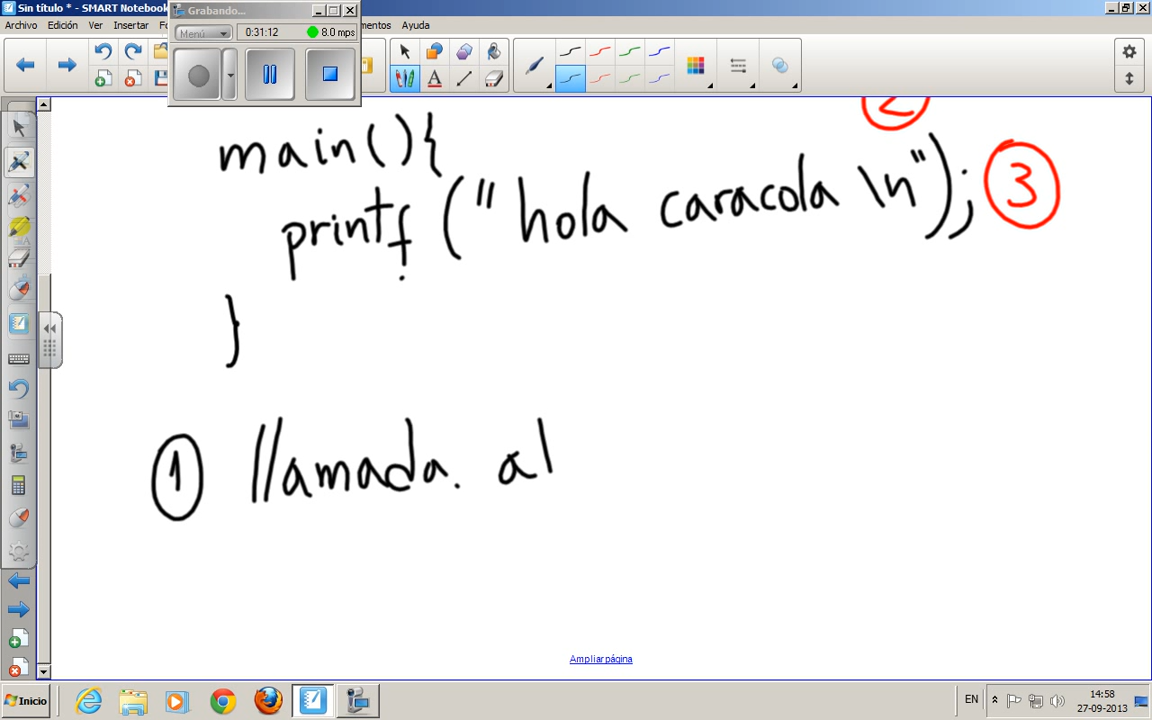 Sin título * - SMART Notebook
Grabando...
Archivo Edición Ver Insertar
Ayuda
Menú 0:31:12 8.0 mps
2
main(){
printf ("hola caracola \n"); 3
}
1 llamada. al
Ampliar página
Inicio
EN
14:58
27-09-2013